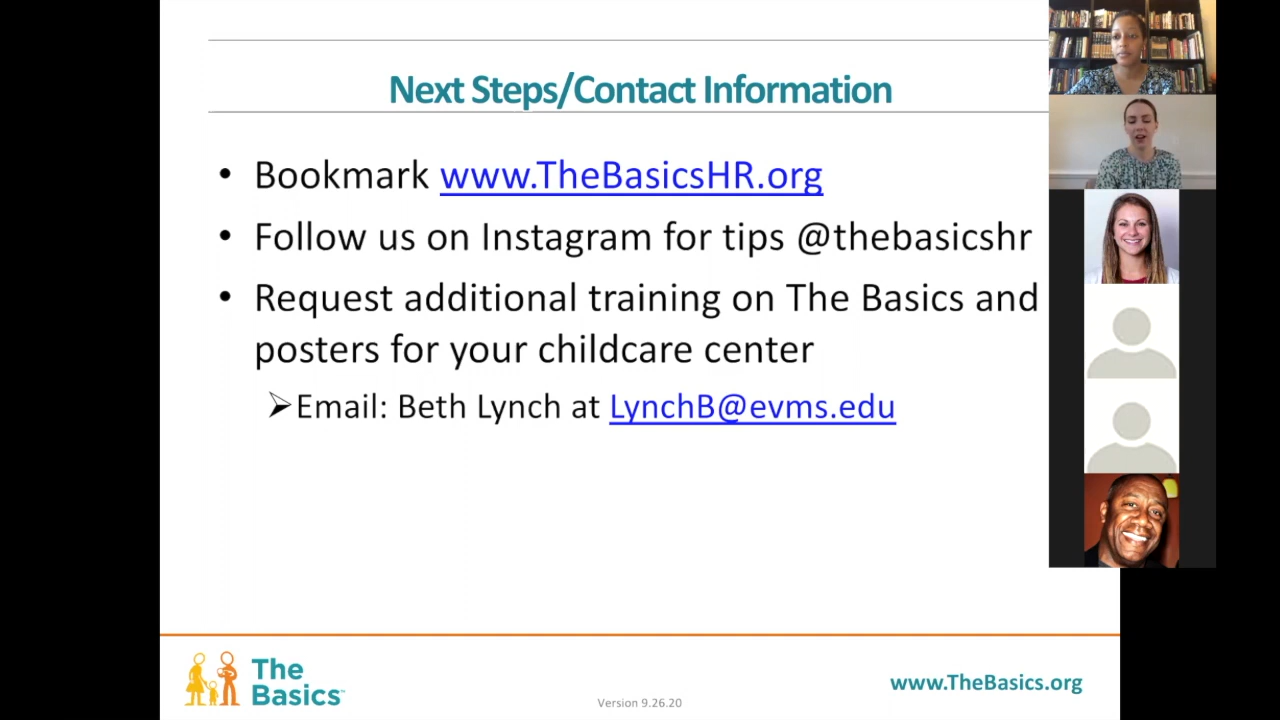 Next Steps/Contact Information
• Bookmark www.TheBasicsHR.org
• Follow us on Instagram for tips @thebasicshr
• Request additional training on The Basics and
posters for your childcare center
➢Email: Beth Lynch at LynchB@evms.edu
The
Basics™
Version 9.26.20
www.TheBasics.org